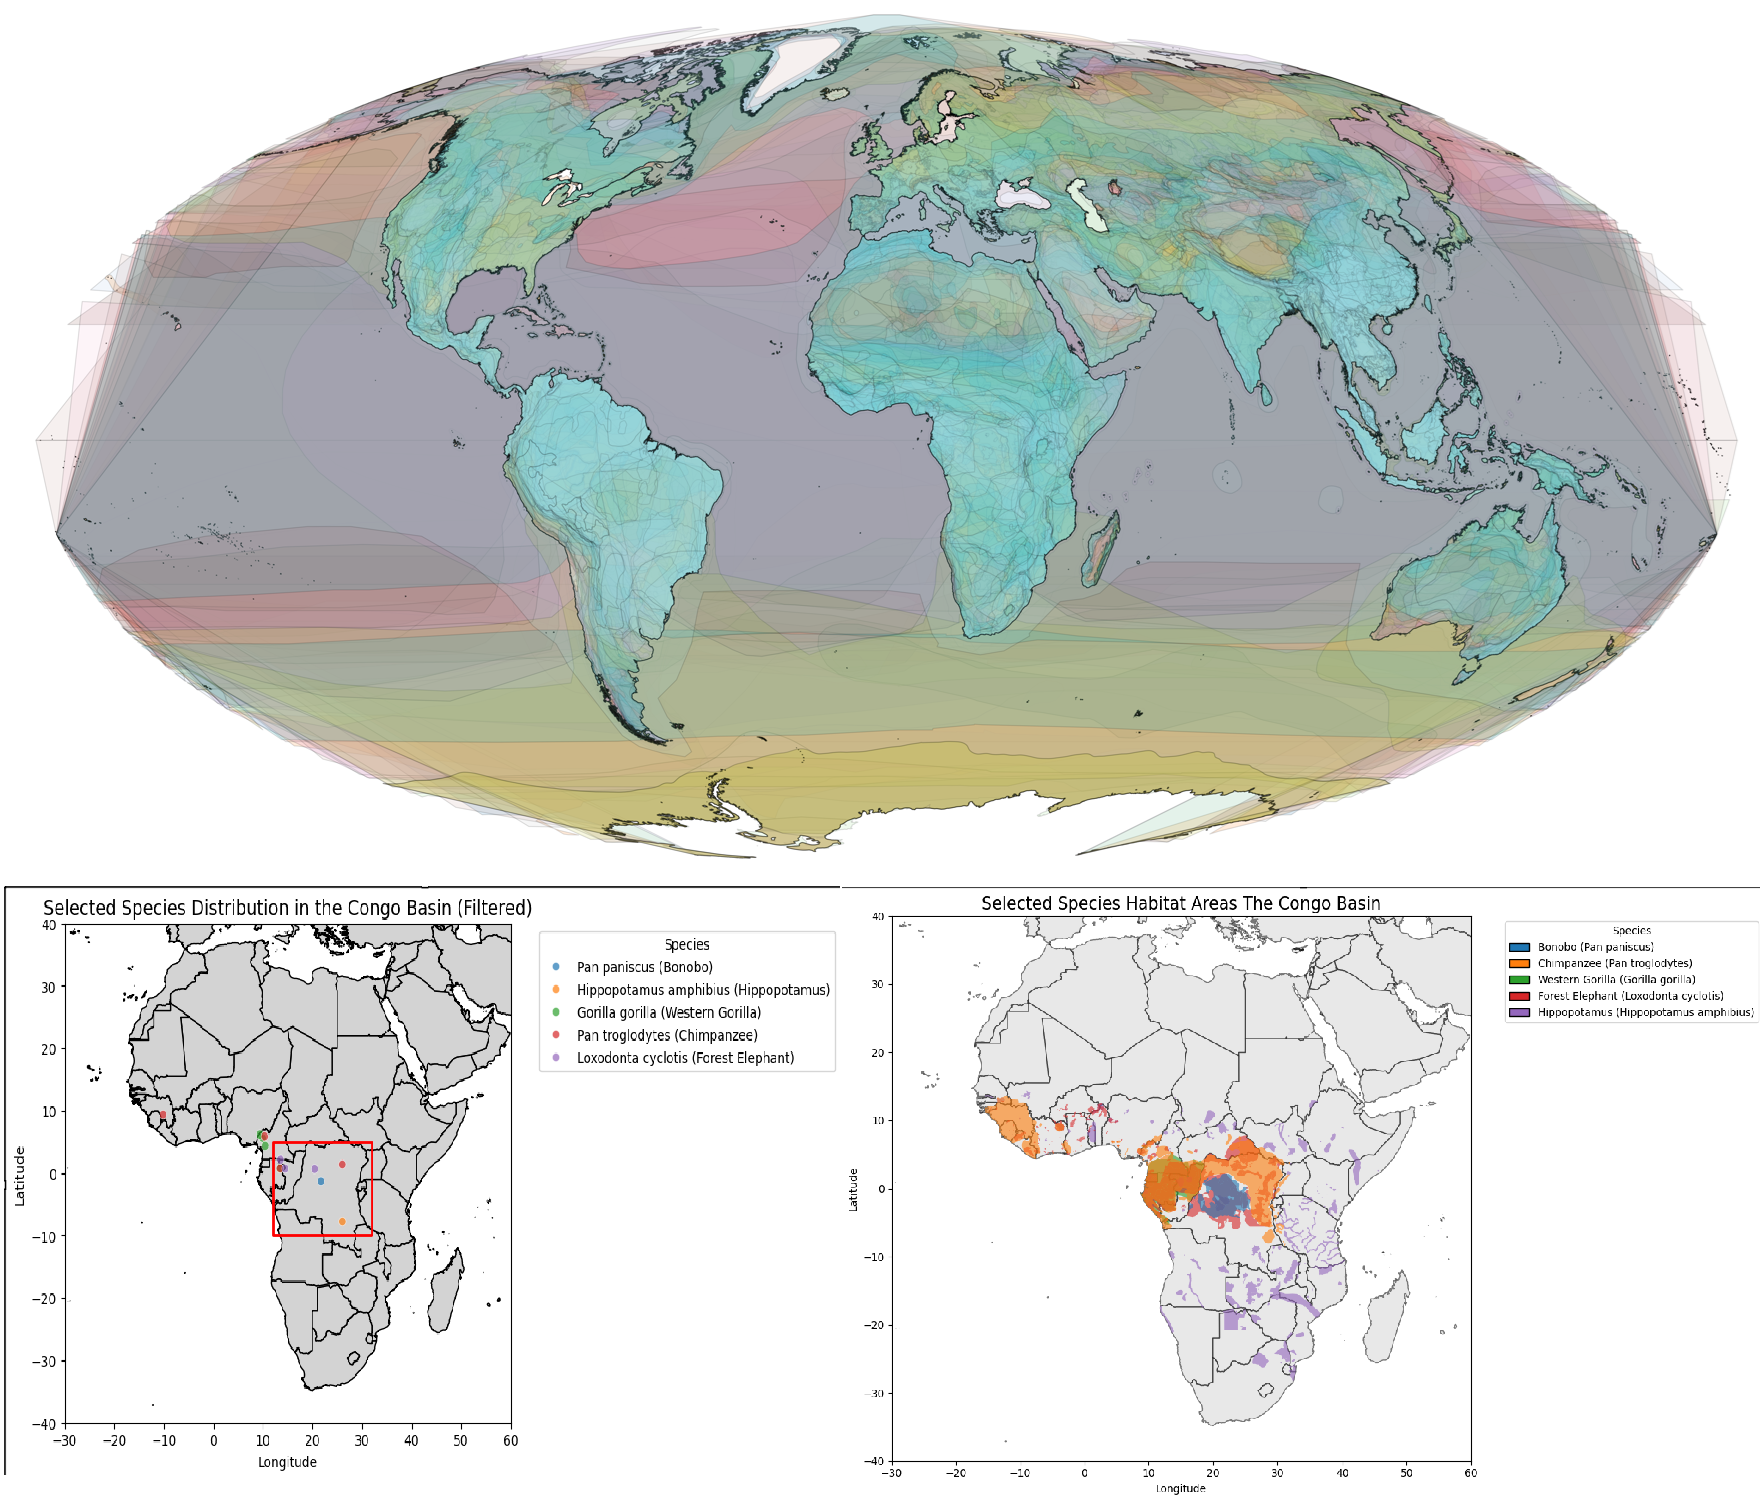 Selected Species Distribution in the Congo Basin (Filtered)
40
30
20
10
0
−10
−20
−30
−40
Latitude
−30 −20 −10 0 10 20 30 40 50 60
Longitude
Species
Pan paniscus (Bonobo)
Hippopotamus amphibius (Hippopotamus)
Gorilla gorilla (Western Gorilla)
Pan troglodytes (Chimpanzee)
Loxodonta cyclotis (Forest Elephant)
Selected Species Habitat Areas The Congo Basin
40
30
20
10
0
−10
−20
−30
−40
Latitude
−30 −20 −10 0 10 20 30 40 50 60
Longitude
Species
Bonobo (Pan paniscus)
Chimpanzee (Pan troglodytes)
Western Gorilla (Gorilla gorilla)
Forest Elephant (Loxodonta cyclotis)
Hippopotamus (Hippopotamus amphibius)